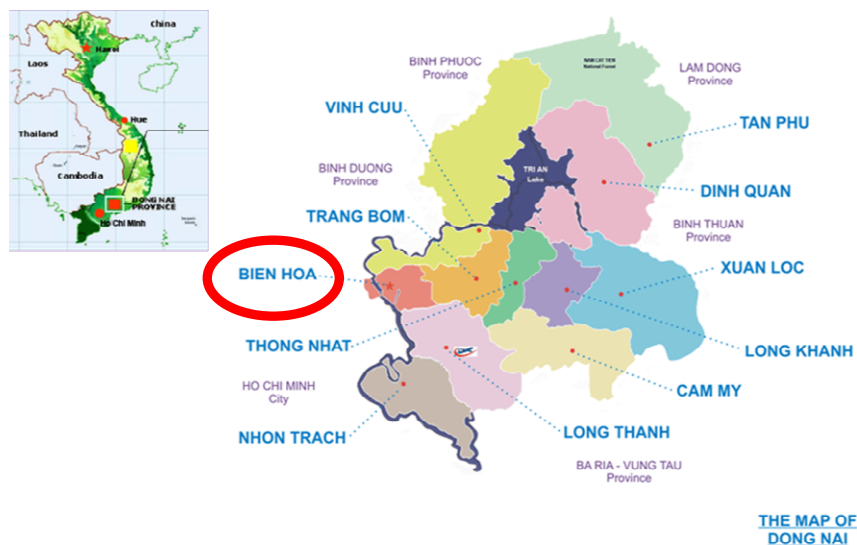 China
Hanoi
Laos
Hue
Thailand
Cambodia
DONG NAI
PROVINCE
Ho Chi Minh
BINH PHUOC
Province
NAM CAT TIEN
National Forest
LAM DONG
Province
VINH CUU
TAN PHU
BINH DUONG
Province
TRI AN
Lake
DINH QUAN
TRANG BOM
BINH THUAN
Province
BIEN HOA
XUAN LOC
THONG NHAT
LONG KHANH
HO CHI MINH
City
CAM MY
NHON TRACH
LONG THANH
BA RIA - VUNG TAU
Province
THE MAP OF
DONG NAI